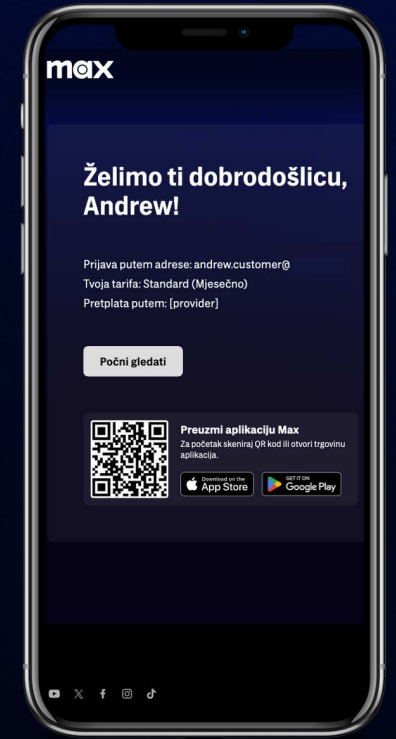 max
Želimo ti dobrodošlicu,
Andrew!
Prijava putem adrese: andrew.customer@
Tvoja tarifa: Standard (Mjesečno)
Pretplata putem: [provider]
Počni gledati
Preuzmi aplikaciju Max
Za početak skeniraj QR kod ili otvori trgovinu
aplikacija.
Download on the
App Store
GET IT ON
Google Play